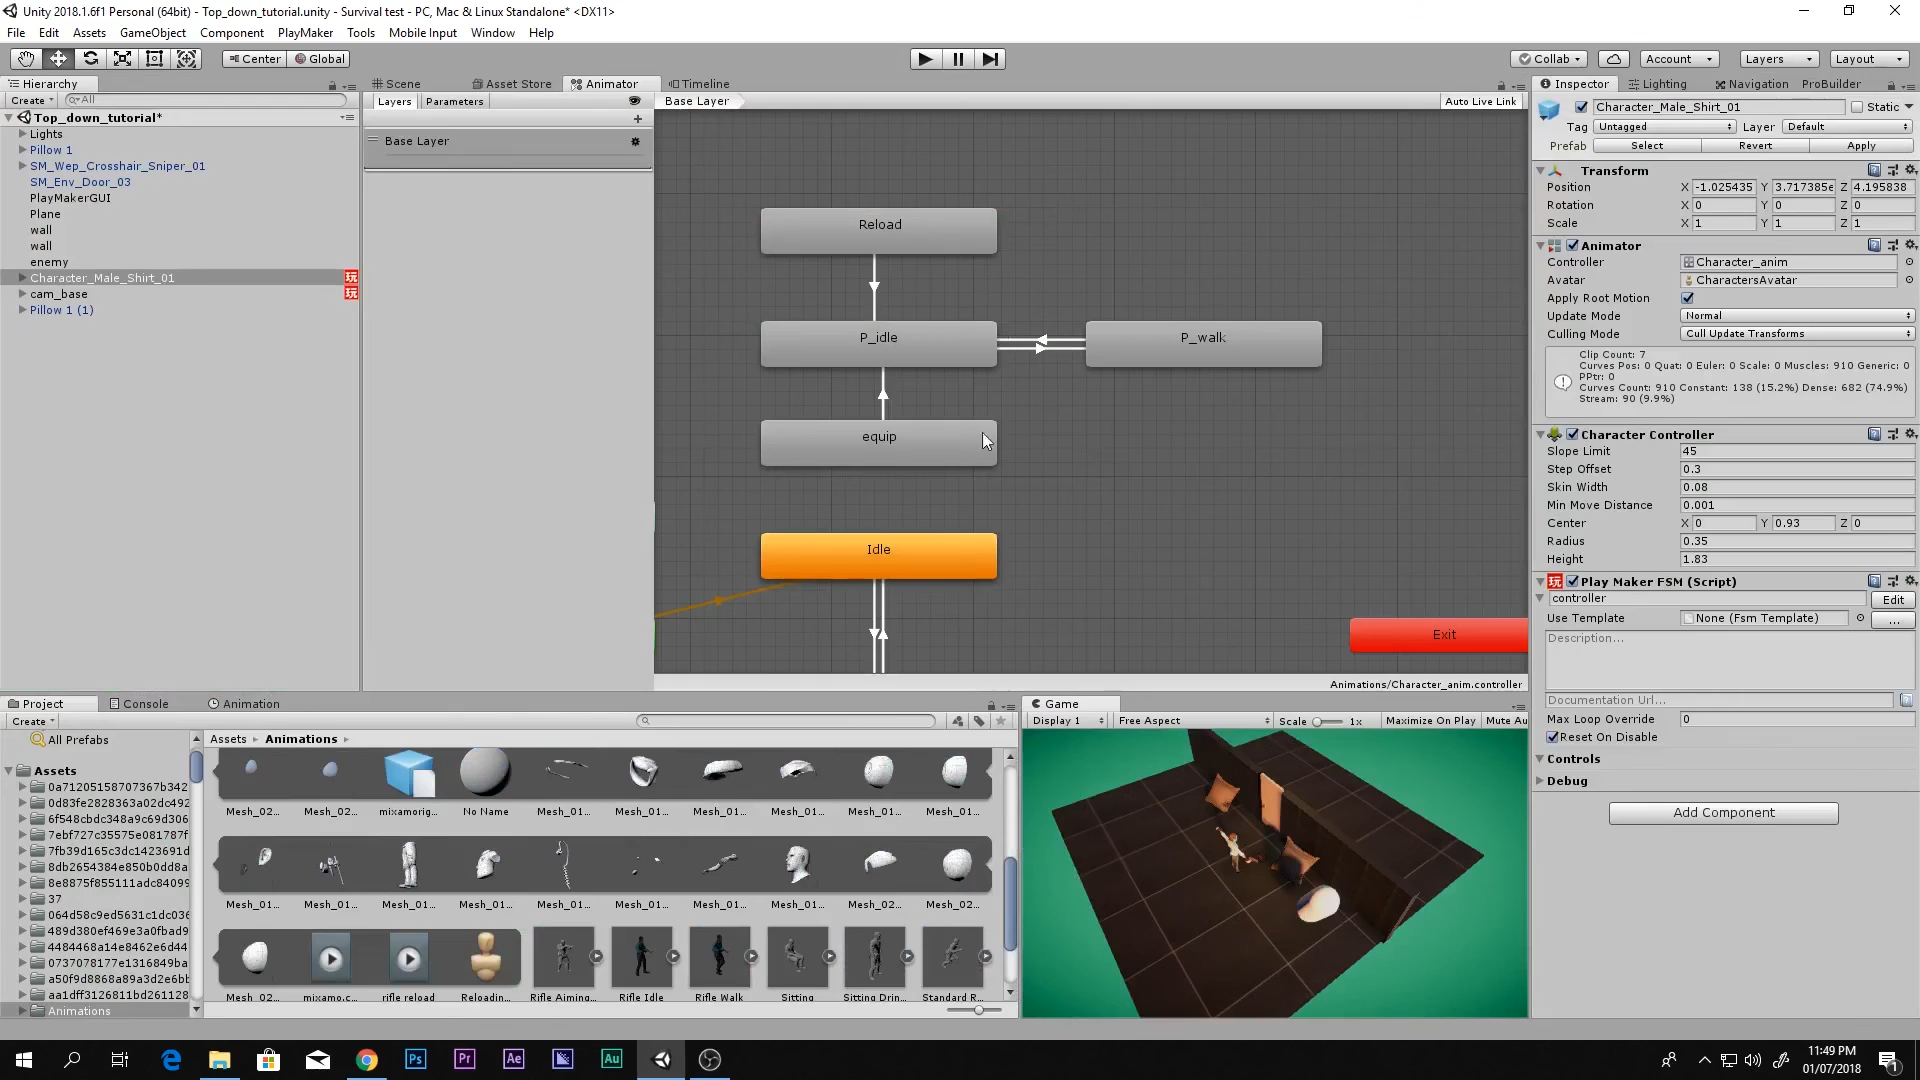 Unity 2018.1.6f1 Personal (64bit) - Top_down_tutorial.unity - Survival test - PC, Mac & Linux Standalone* <DX11>
File Edit Assets GameObject Component PlayMaker Tools Mobile Input Window Help
Center Global
Collab Account Layers Layout
Hierarchy
Create All
Top_down_tutorial*
Lights
Pillow 1
SM_Wep_Crosshair_Sniper_01
SM_Env_Door_03
PlayMakerGUI
Plane
wall
wall
enemy
Character_Male_Shirt_01 玩
cam_base 玩
Pillow 1 (1)
Scene Asset Store Animator Timeline
Layers Parameters
Base Layer
Auto Live Link
Base Layer
Reload
P_idle
P_walk
equip
Idle
Exit
Animations/Character_anim.controller
Inspector Lighting Navigation ProBuilder
Character_Male_Shirt_01 Static
Tag Untagged Layer Default
Prefab Select Revert Apply
Transform
Position X -1.025435 Y 3.717385e Z 4.195838
Rotation X 0 Y 0 Z 0
Scale X 1 Y 1 Z 1
Animator
Controller Character_anim
Avatar CharactersAvatar
Apply Root Motion
Update Mode Normal
Culling Mode Cull Update Transforms
Clip Count: 7
Curves Pos: 0 Quat: 0 Euler: 0 Scale: 0 Muscles: 910 Generic: 0
PPtr: 0
Curves Count: 910 Constant: 138 (15.2%) Dense: 682 (74.9%)
Stream: 90 (9.9%)
Character Controller
Slope Limit 45
Step Offset 0.3
Skin Width 0.08
Min Move Distance 0.001
Center X 0 Y 0.93 Z 0
Radius 0.35
Height 1.83
玩 Play Maker FSM (Script)
controller Edit
Use Template None (Fsm Template) ...
Description...
Documentation Url...
Max Loop Override 0
Reset On Disable
Controls
Debug
Add Component
Project Console Animation
Create
All Prefabs
Assets
0a71205158707367b342
0d83fe2828363a02dc492
6f548cbdc348a9c69d306
7ebf727c35575e081787f
7fb39d165c3dc1423691d
8db2654384e850b0dd8a
8e8875f855111adc84099
37
064d58c9ed5631c1dc036
489d380ef469e3a0fbad9
4484468a14e8462e6d44
0737078177e1316849ba
a50f9d8868a89a3d2e6bb
aa1dff3126811bd261128
Animations
Assets Animations
Mesh_02... Mesh_02... mixamorig... No Name Mesh_01... Mesh_01... Mesh_01... Mesh_01... Mesh_01... Mesh_01...
Mesh_01... Mesh_01... Mesh_01... Mesh_01... Mesh_01... Mesh_01... Mesh_01... Mesh_01... Mesh_02... Mesh_02...
Mesh_02... mixamo.c... rifle reload Reloadin... Rifle Aiming... Rifle Idle Rifle Walk Sitting Sitting Drin... Standard R...
Game
Display 1 Free Aspect Scale 1x Maximize On Play Mute Au
Ps Pr Ae Au
11:49 PM
01/07/2018
1